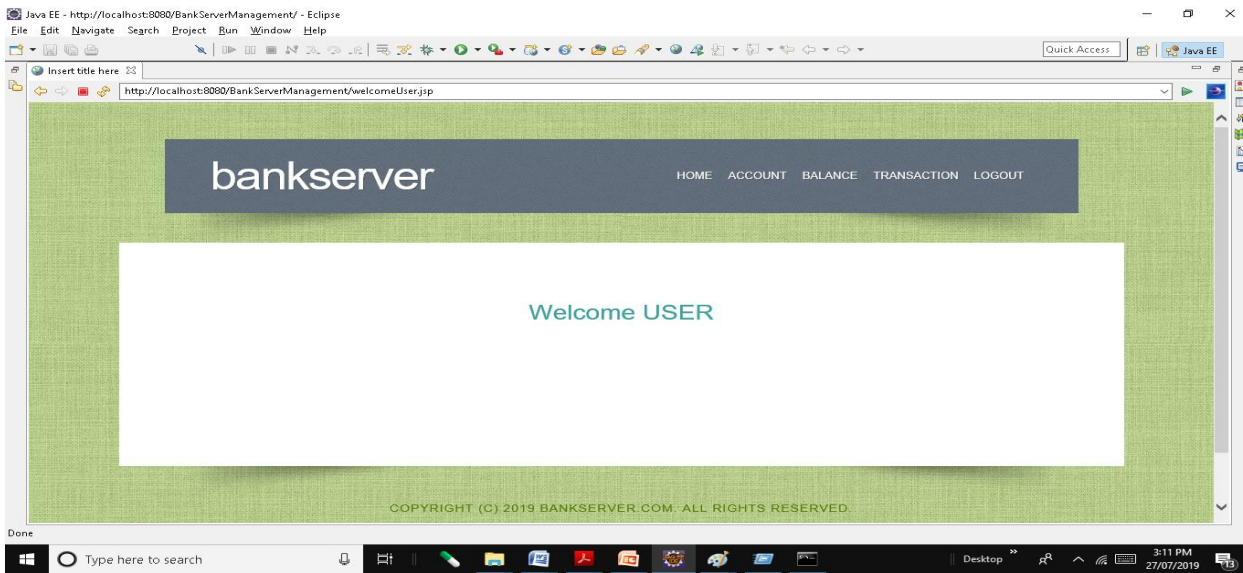 Java EE - http://localhost:8080/BankServerManagement/ - Eclipse
File Edit Navigate Search Project Run Window Help
Quick Access Java EE
Insert title here
http://localhost:8080/BankServerManagement/welcomeUser.jsp
bankserver HOME ACCOUNT BALANCE TRANSACTION LOGOUT
Welcome USER
COPYRIGHT (C) 2019 BANKSERVER.COM. ALL RIGHTS RESERVED.
Done
Type here to search Desktop 3:11 PM
27/07/2019 13